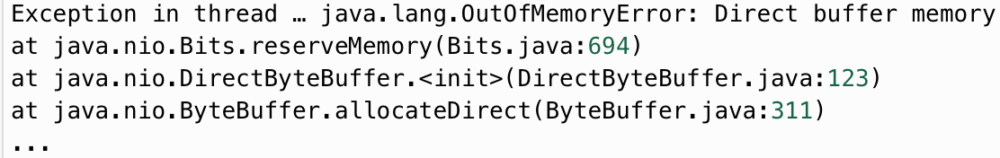 Exception in thread … java.lang.OutOfMemoryError: Direct buffer memory
at java.nio.Bits.reserveMemory(Bits.java:694)
at java.nio.DirectByteBuffer.<init>(DirectByteBuffer.java:123)
at java.nio.ByteBuffer.allocateDirect(ByteBuffer.java:311)
...